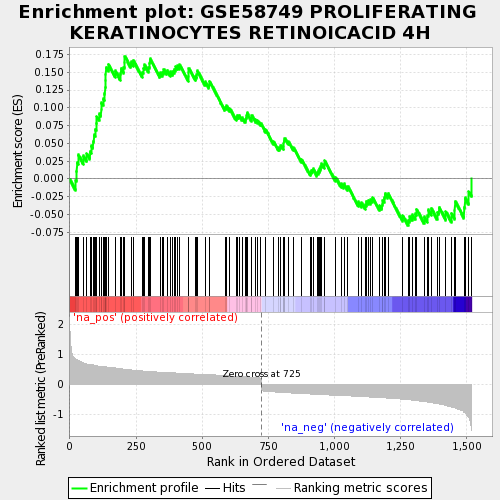 Enrichment plot: GSE58749 PROLIFERATING
KERATINOCYTES RETINOICACID 4H
Enrichment score (ES)
0.175
0.150
0.125
0.100
0.075
0.050
0.025
0.000
-0.025
-0.050
-0.075
'na_pos' (positively correlated)
Ranked list metric (PreRanked)
2
1
0
-1
Zero cross at 725
'na_neg' (negatively correlated)
0
250
500
750
1,000
1,250
1,500
Rank in Ordered Dataset
Enrichment profile
Hits
Ranking metric scores